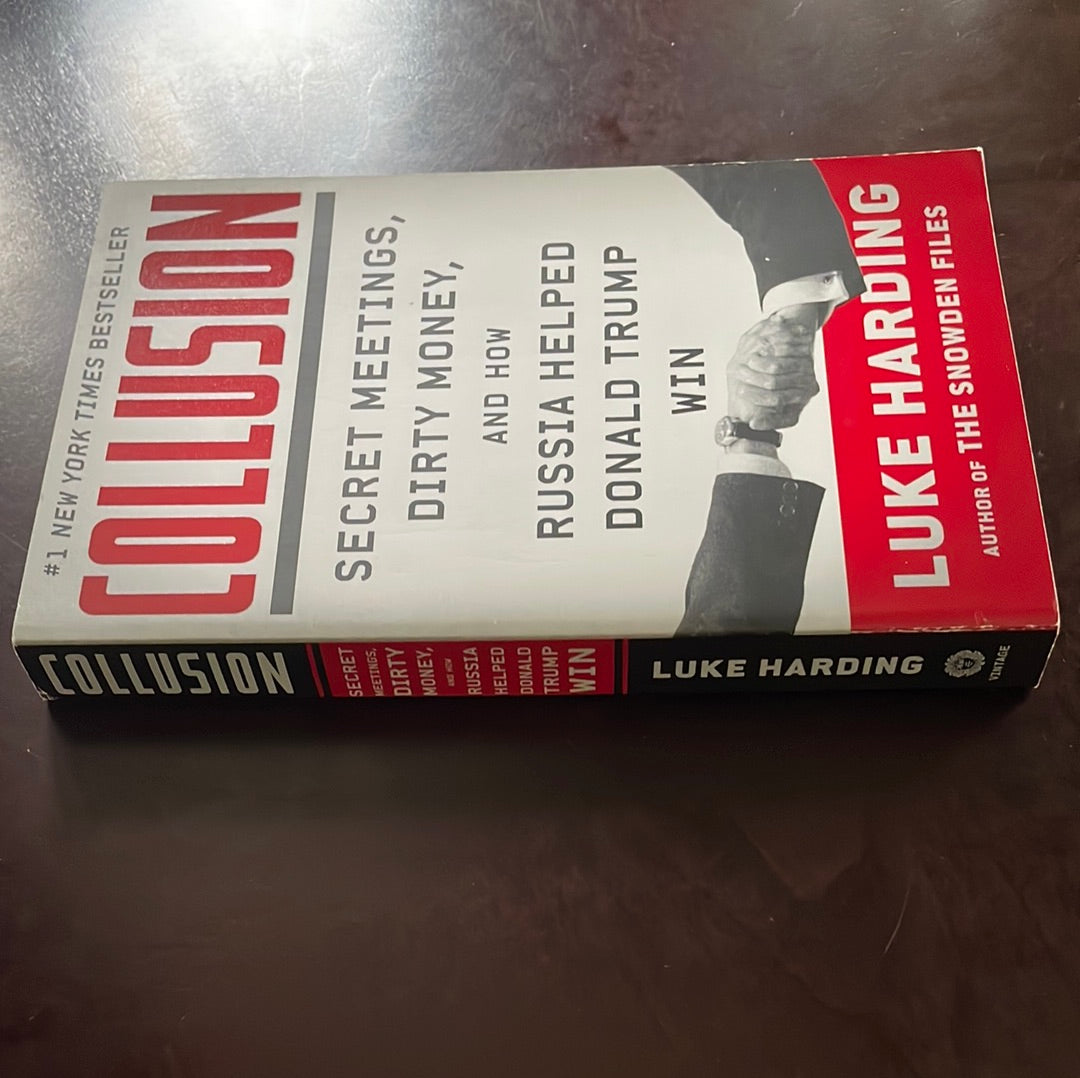 #1 NEW YORK TIMES BESTSELLER
COLLUSION
SECRET MEETINGS,
DIRTY MONEY,
AND HOW
RUSSIA HELPED
DONALD TRUMP
WIN
LUKE HARDING
AUTHOR OF THE SNOWDEN FILES
COLLUSION
SECRET
MEETINGS,
DIRTY
MONEY,
AND HOW
RUSSIA
HELPED
DONALD
TRUMP
WIN
LUKE HARDING
VINTAGE